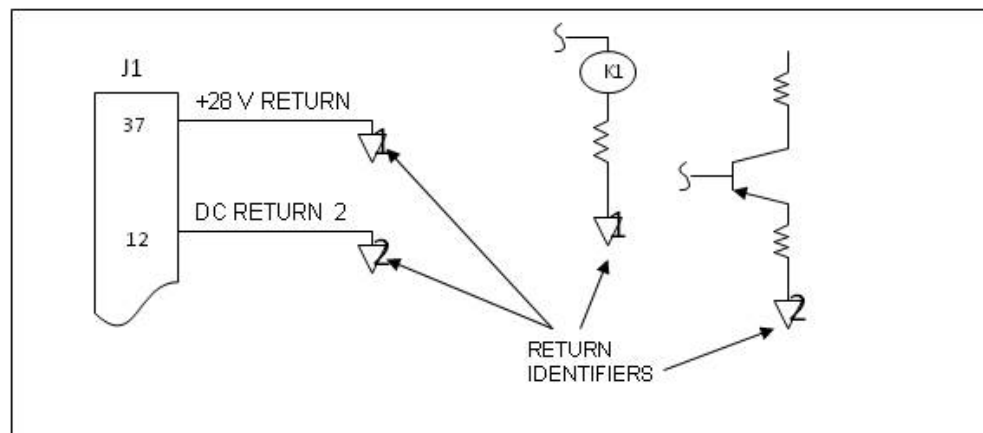 J1
37
+28 V RETURN
1
12
DC RETURN 2
2
K1
1
2
RETURN
IDENTIFIERS